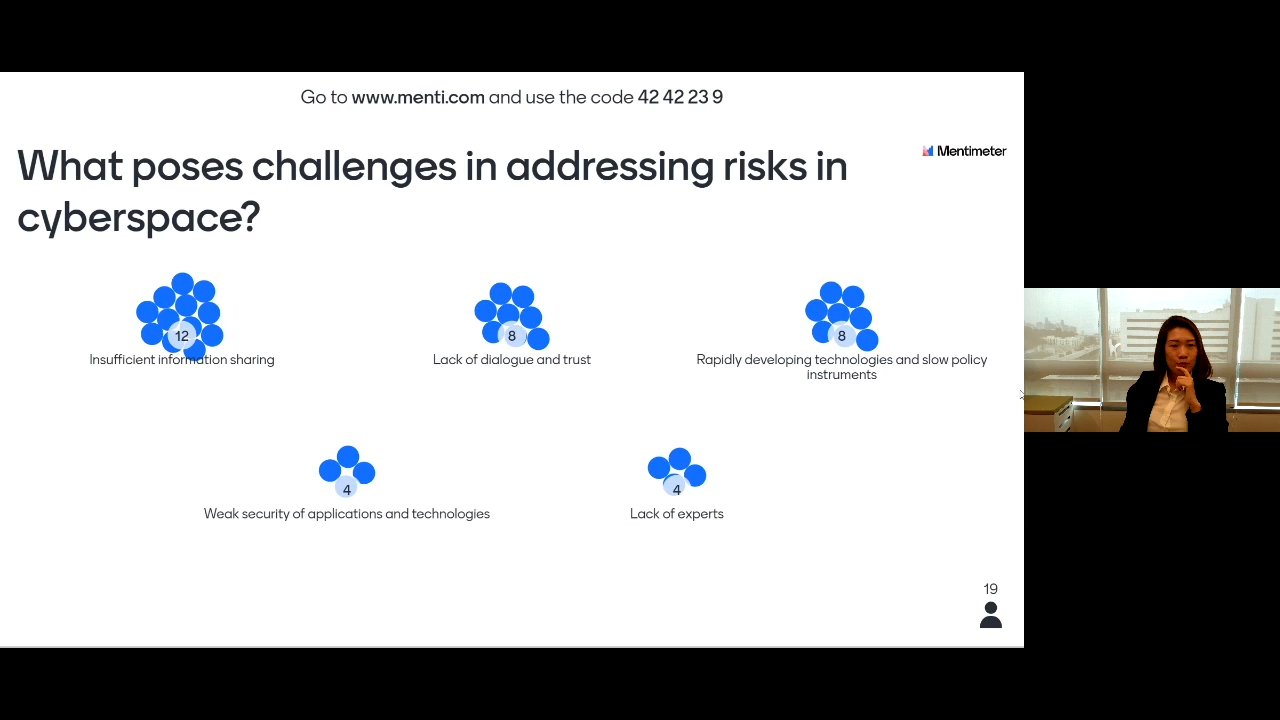 Go to www.menti.com and use the code 42 42 23 9
What poses challenges in addressing risks in
cyberspace?
Mentimeter
12
Insufficient information sharing
8
Lack of dialogue and trust
8
Rapidly developing technologies and slow policy
instruments
4
Weak security of applications and technologies
4
Lack of experts
19